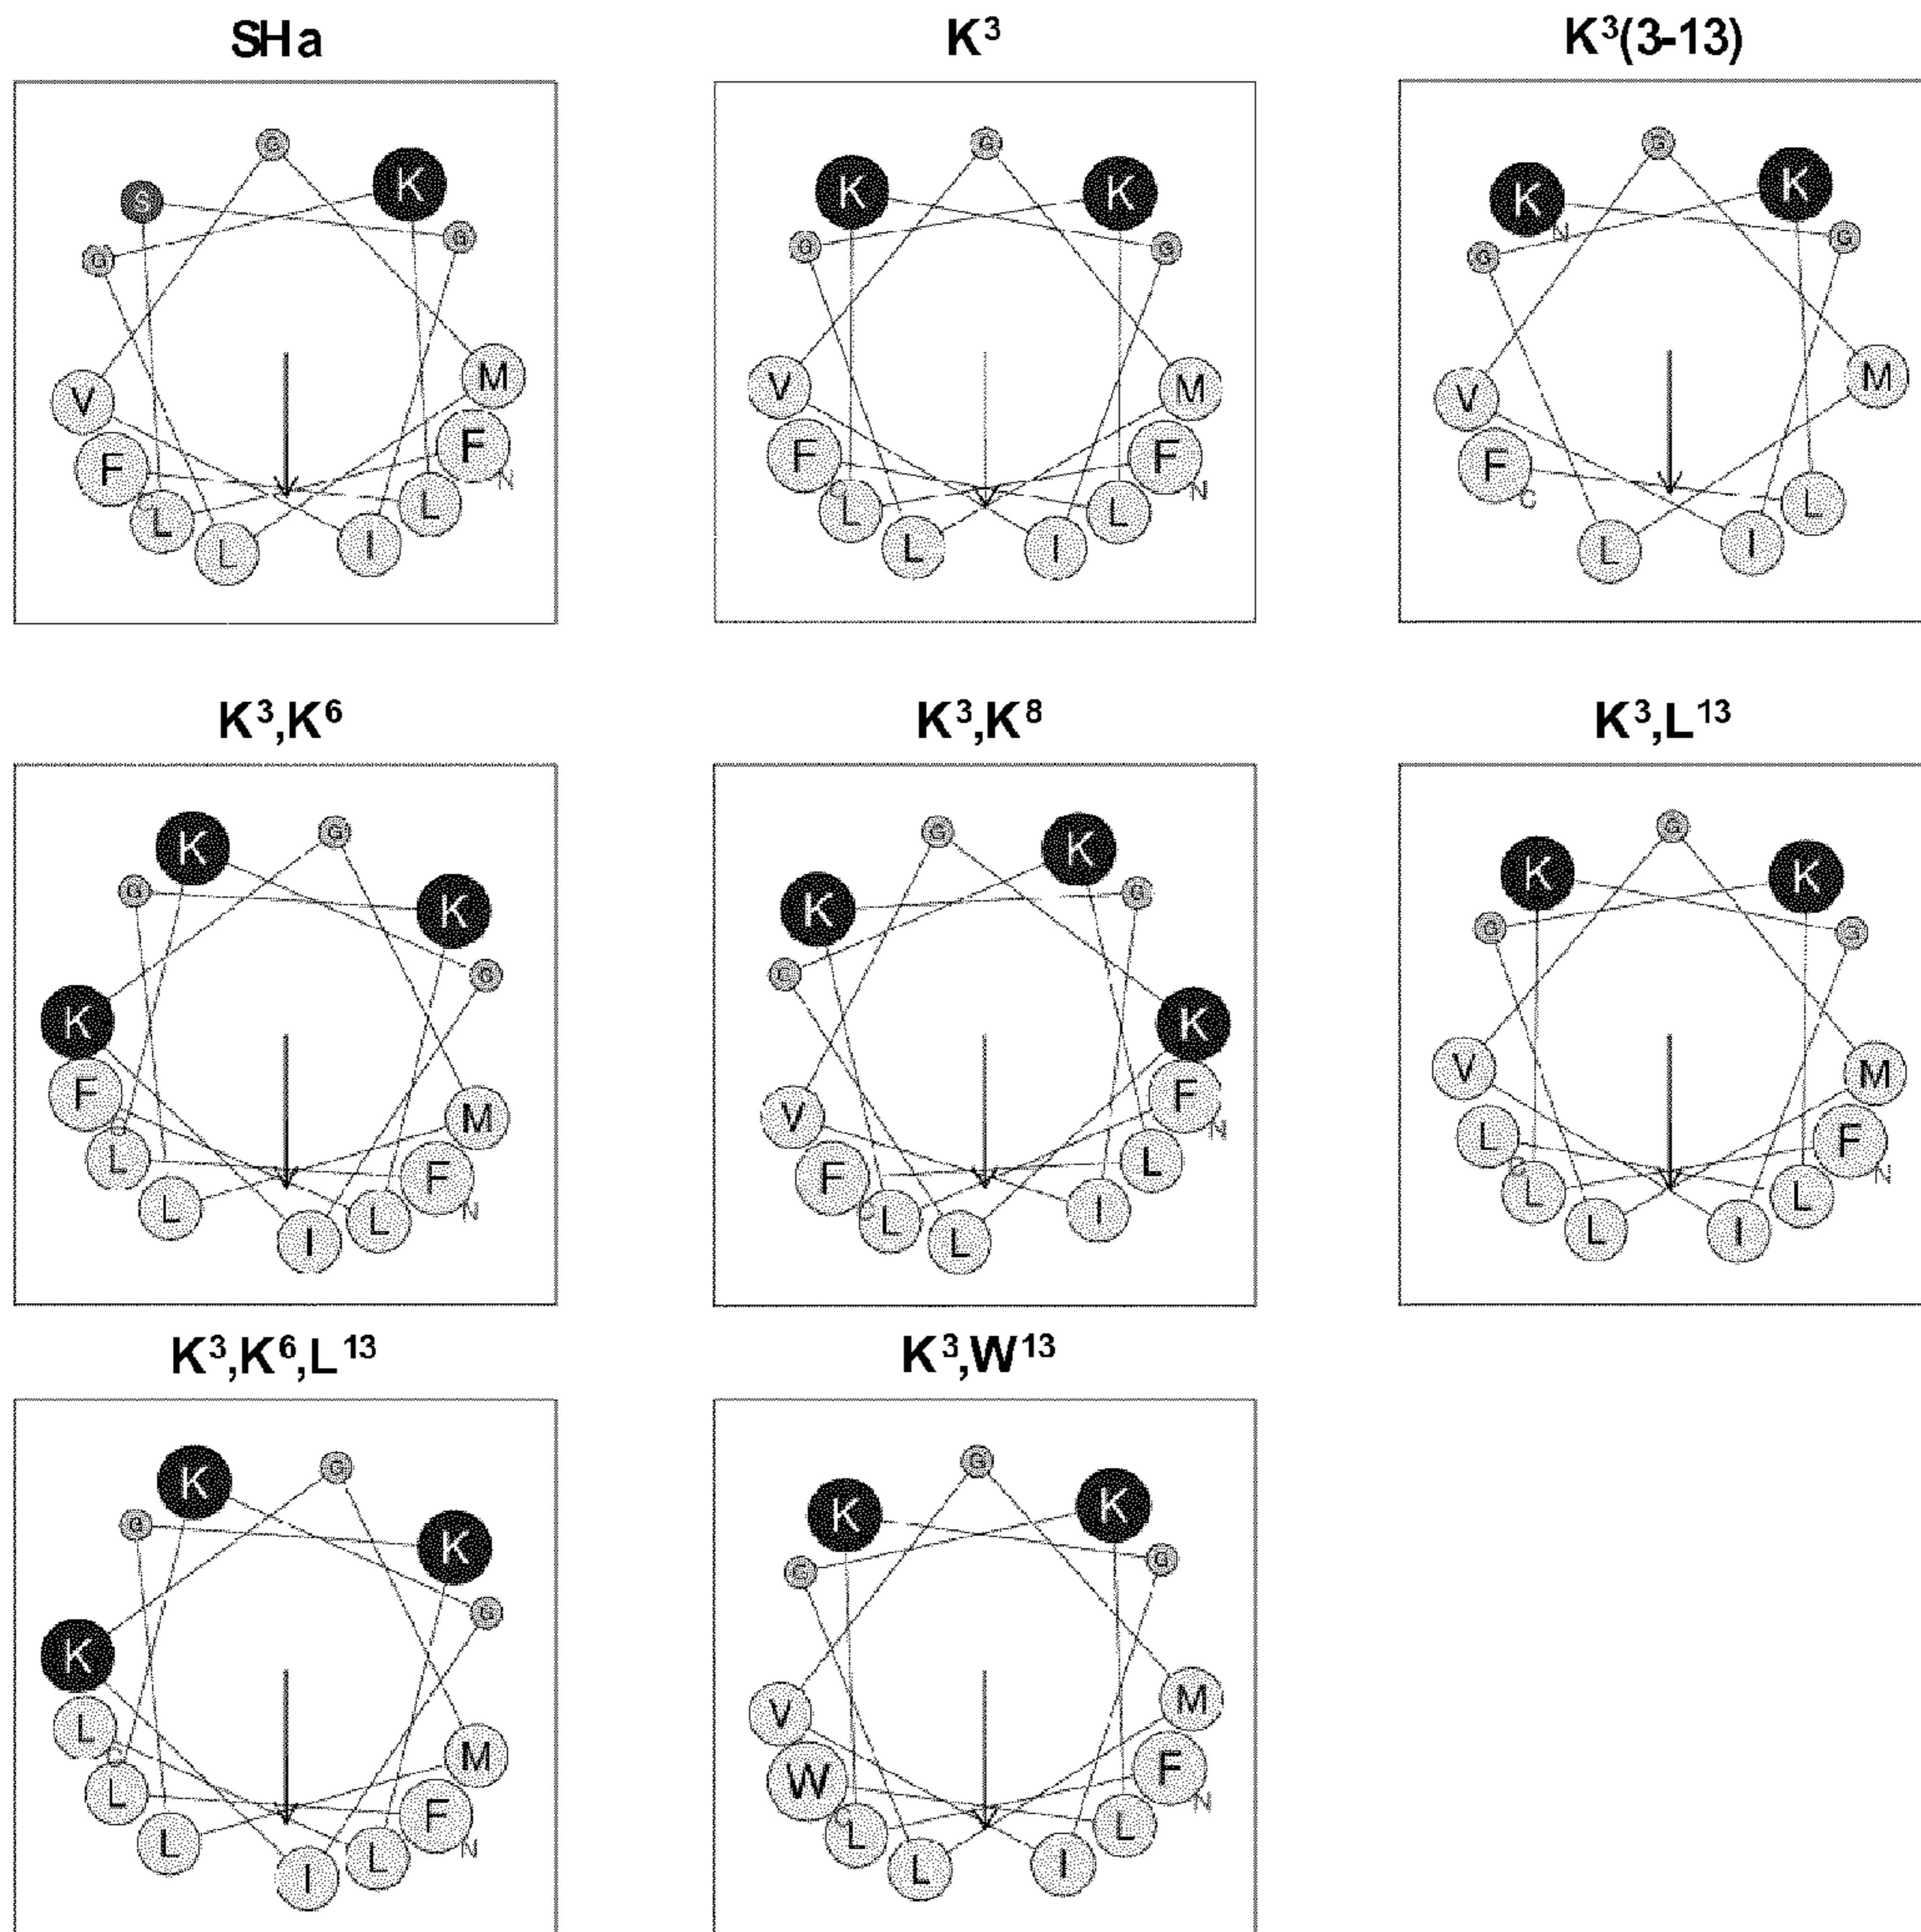 SHa K³ K³(3-13)
G K S G G V M F F N L L L I
G K K G G V M F F N L L L I
G K K N G G V M F C L I L
K³,K⁶ K³,K⁸ K³,L¹³
K G G K G K F M L F N L I L
G K K G K F N V L F L L I
G K K G G V M L F N L L L I
K³,K⁶,L¹³ K³,W¹³
K G G K G K L M L F N L I L
G K K G G V M W F N L L L I